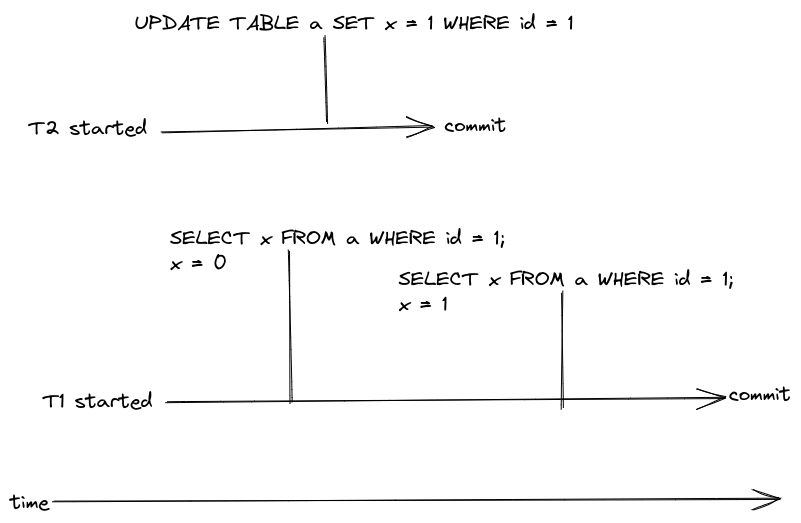 UPDATE TABLE a SET x = 1 WHERE id = 1
T2 started
commit
SELECT x FROM a WHERE id = 1;
x = 0
SELECT x FROM a WHERE id = 1;
x = 1
T1 started
commit
time